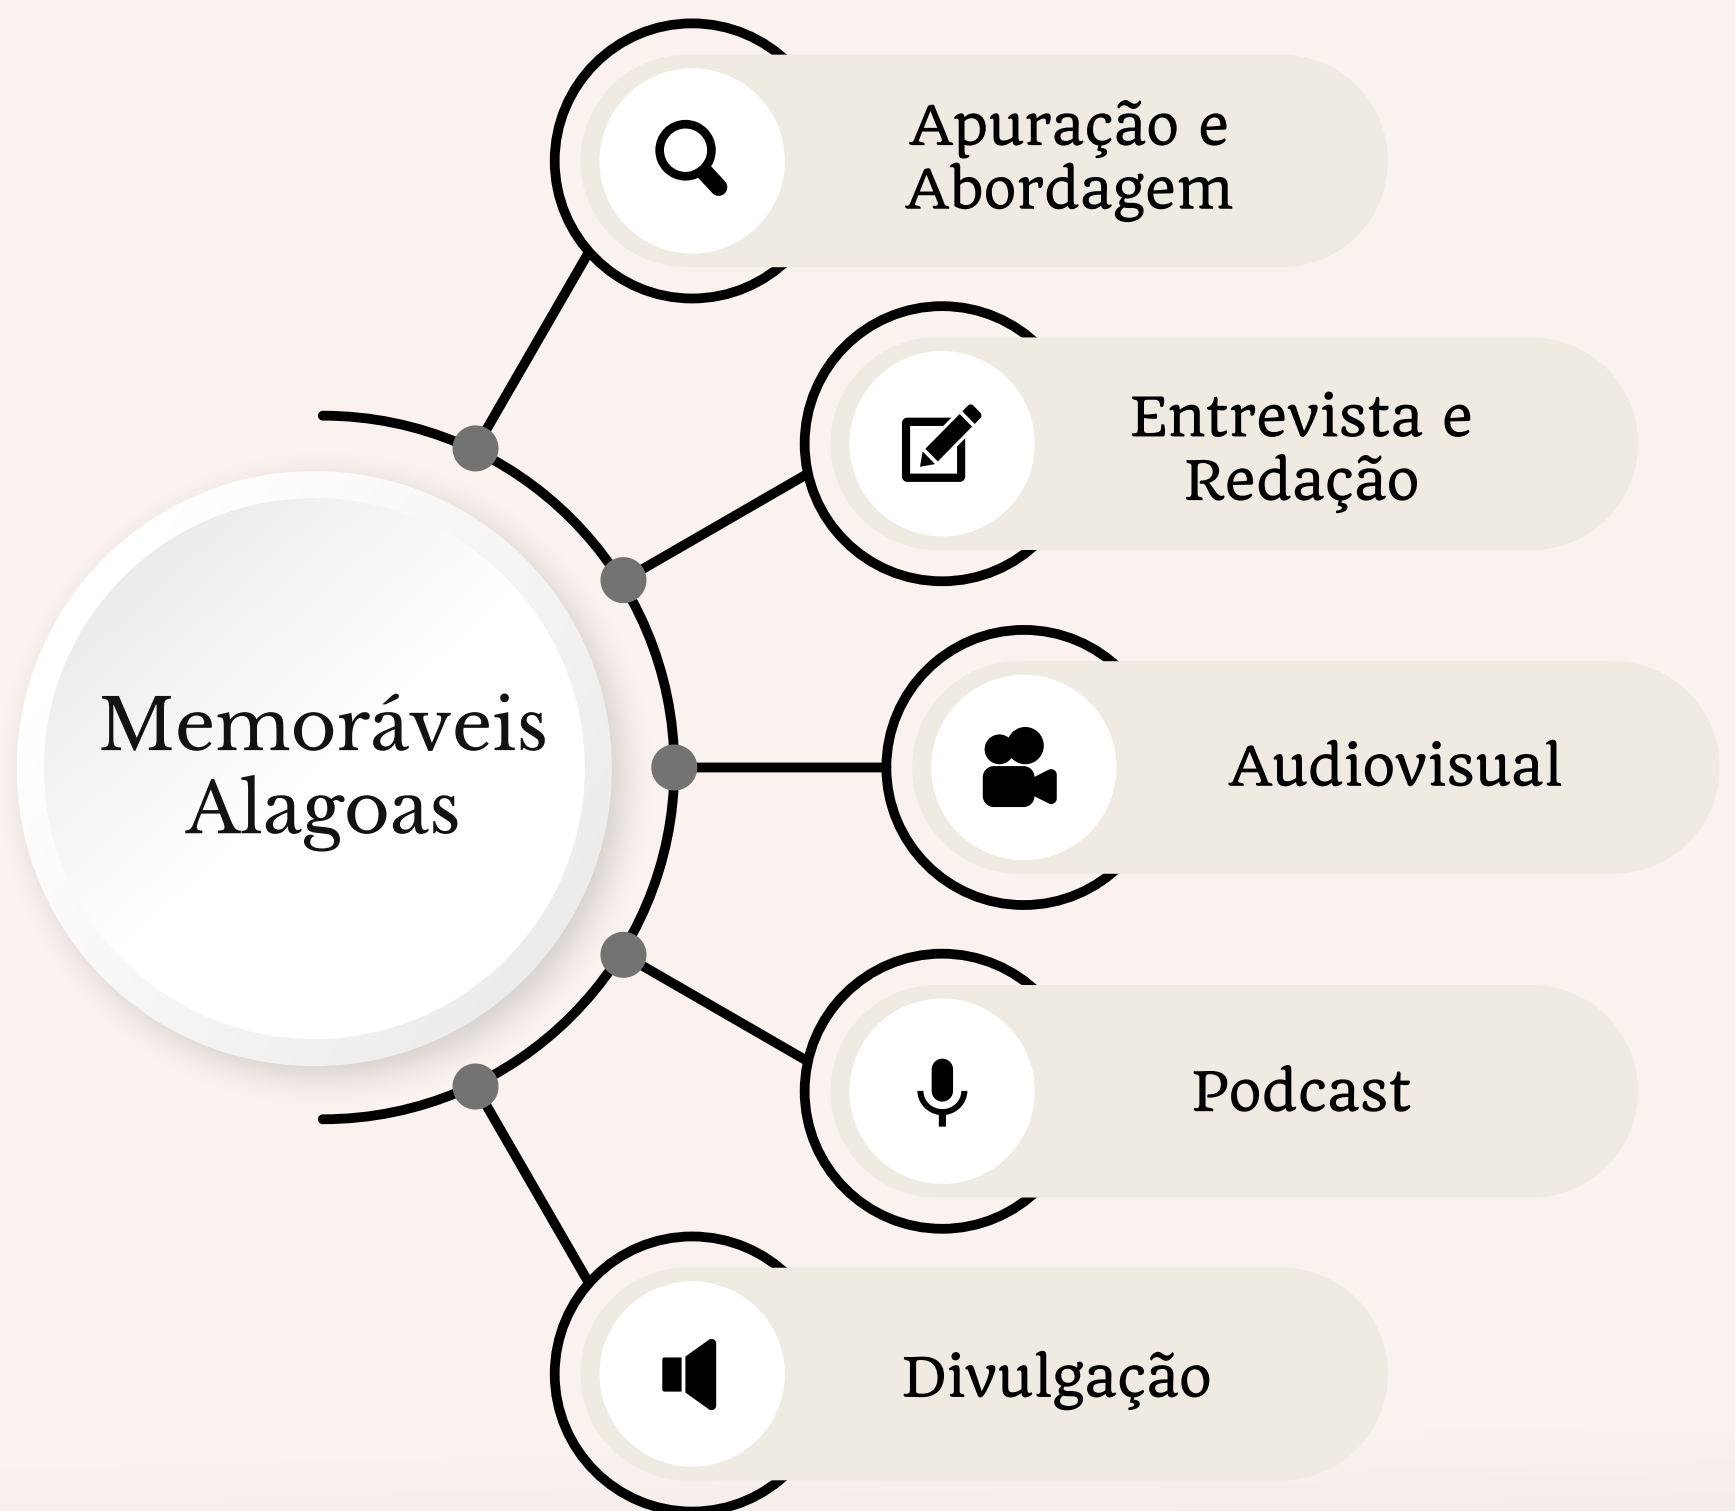 Memoráveis
Alagoas
Apuração e
Abordagem
Entrevista e
Redação
Audiovisual
Podcast
Divulgação